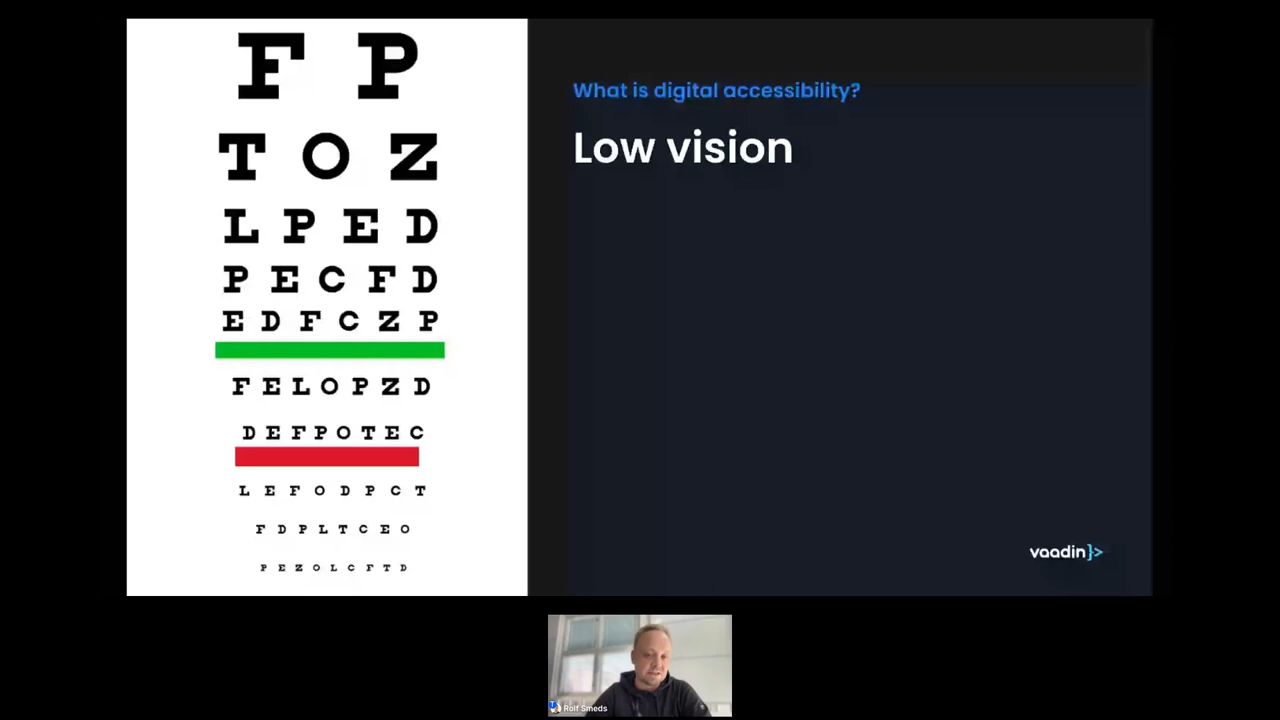 F P
T O Z
L P E D
P E C F D
E D F C Z P
F E L O P Z D
D E F P O T E C
L E F O D P C T
F D P L T C E O
P E Z O L C F T D
What is digital accessibility?
Low vision
vaadin}>
Rolf Smeds